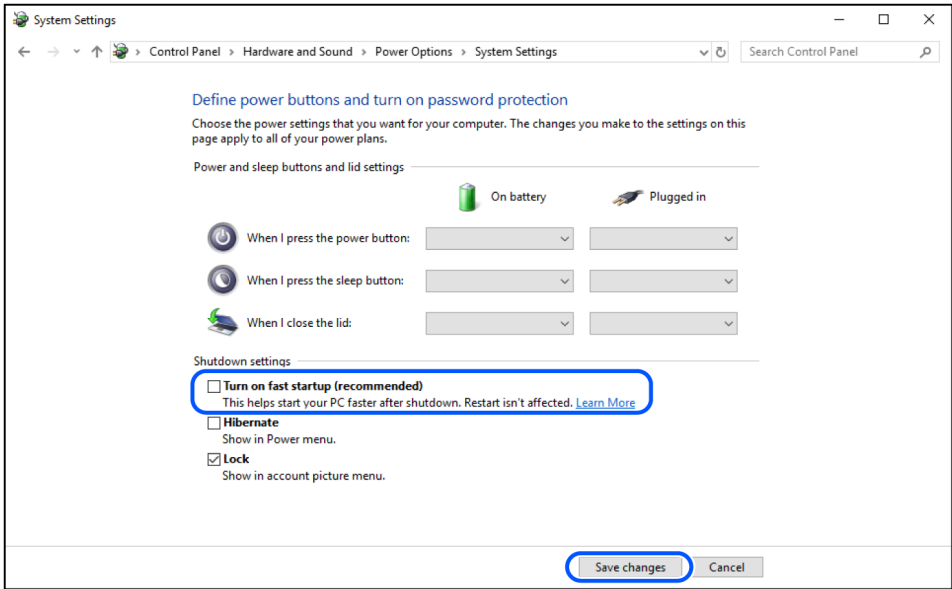 System Settings
Control Panel > Hardware and Sound > Power Options > System Settings
Search Control Panel
Define power buttons and turn on password protection
Choose the power settings that you want for your computer. The changes you make to the settings on this
page apply to all of your power plans.
Power and sleep buttons and lid settings
On battery
Plugged in
When I press the power button:
When I press the sleep button:
When I close the lid:
Shutdown settings
Turn on fast startup (recommended)
This helps start your PC faster after shutdown. Restart isn't affected. Learn More
Hibernate
Show in Power menu.
Lock
Show in account picture menu.
Save changes
Cancel